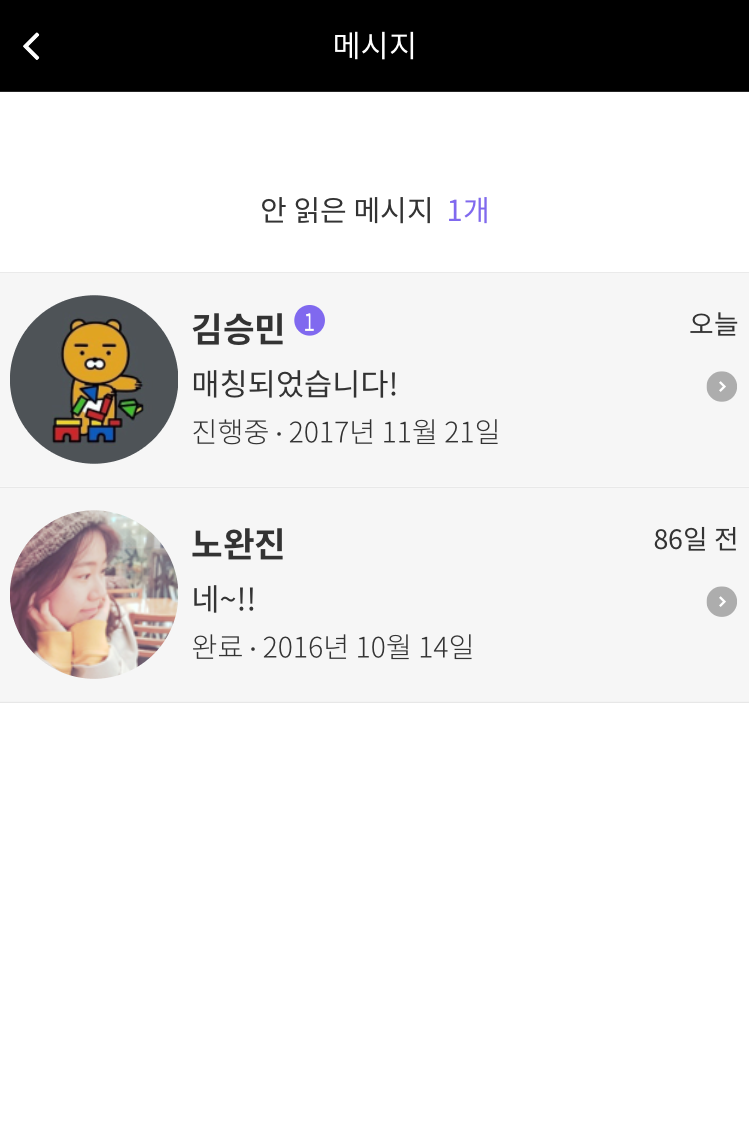 메시지
안 읽은 메시지 1개
김승민 1 오늘
매칭되었습니다!
진행중 · 2017년 11월 21일
노완진 86일 전
네~!!
완료 · 2016년 10월 14일